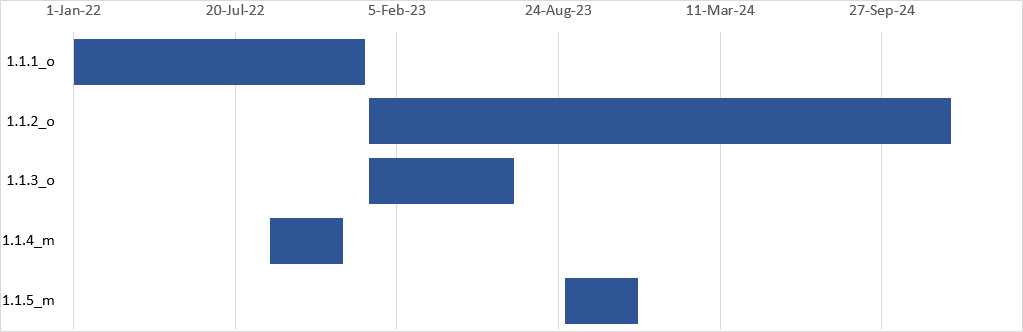 1-Jan-22 20-Jul-22 5-Feb-23 24-Aug-23 11-Mar-24 27-Sep-24
1.1.1_o
1.1.2_o
1.1.3_o
1.1.4_m
1.1.5_m